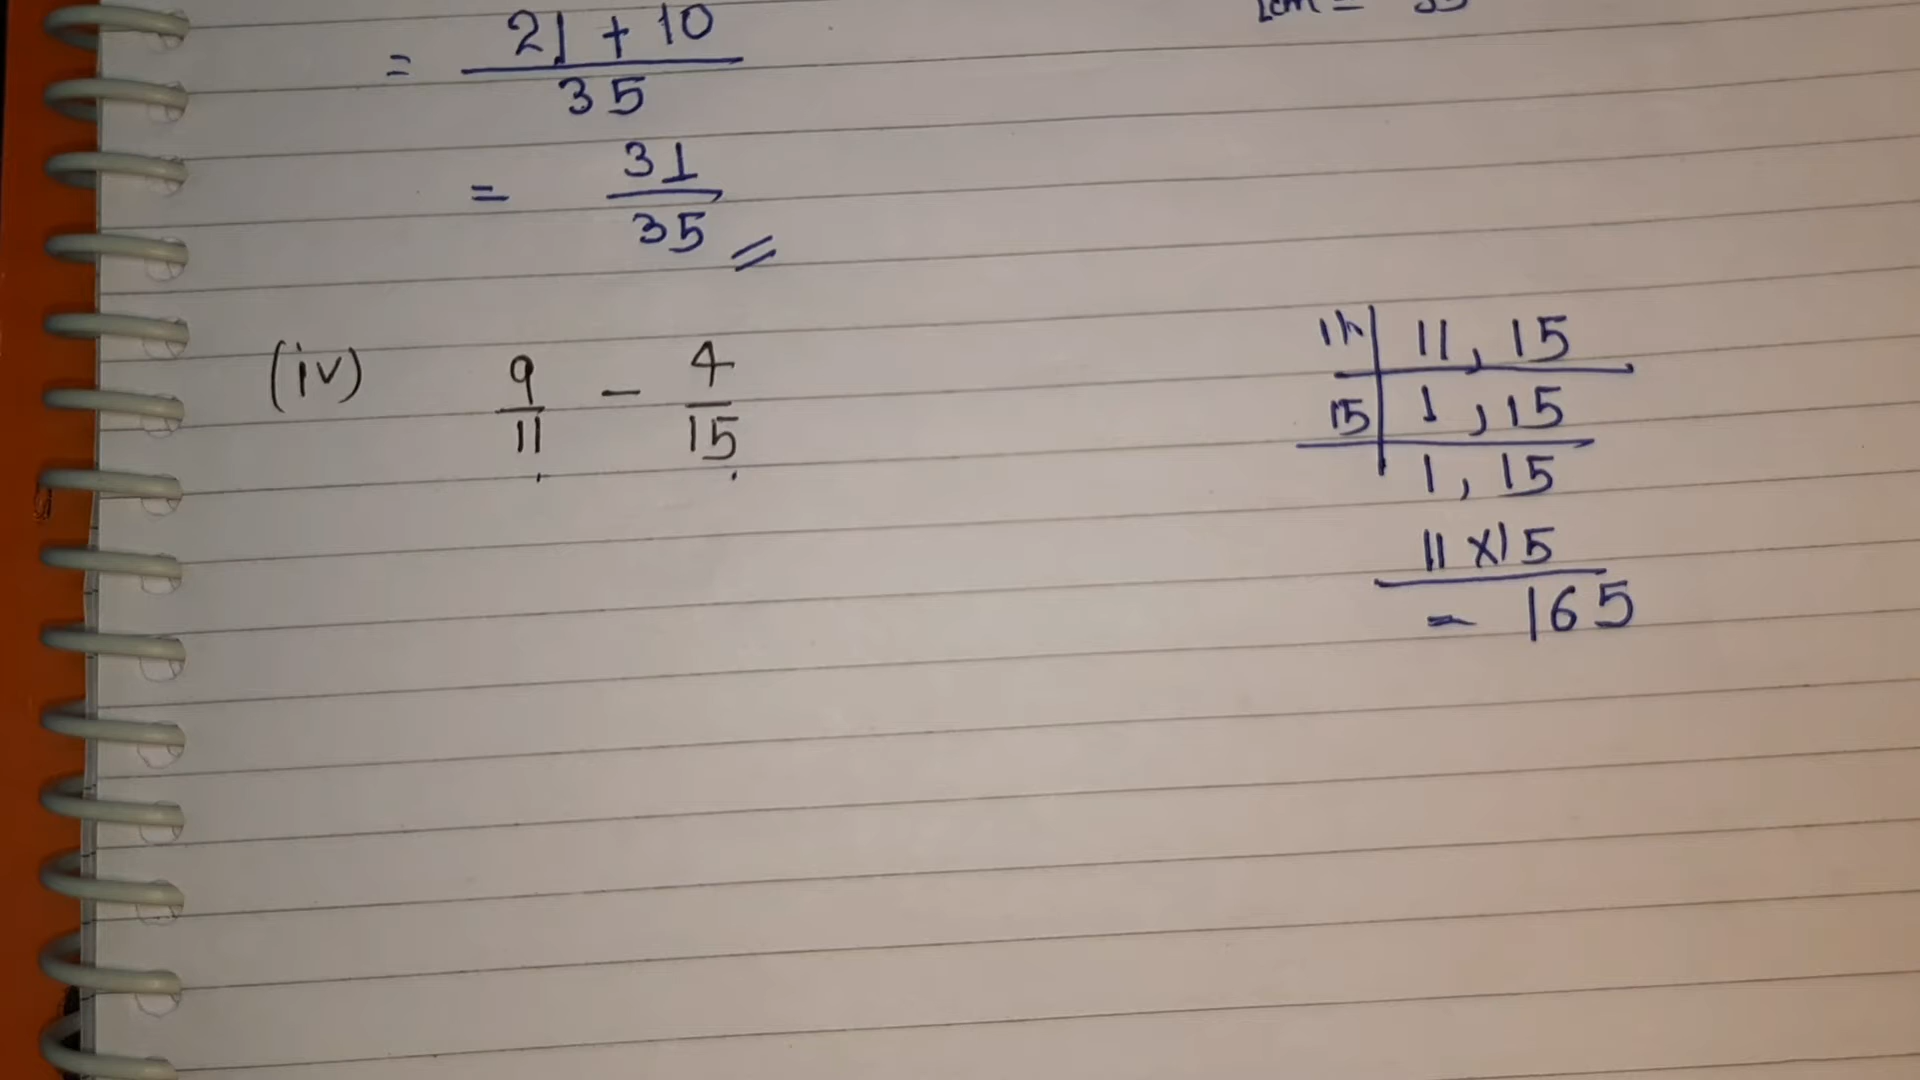 = 21 + 10
35
= 31
35
(iv) 9/11 - 4/15
11 | 11, 15
15 | 1, 15
1, 15
11 x 15
= 165